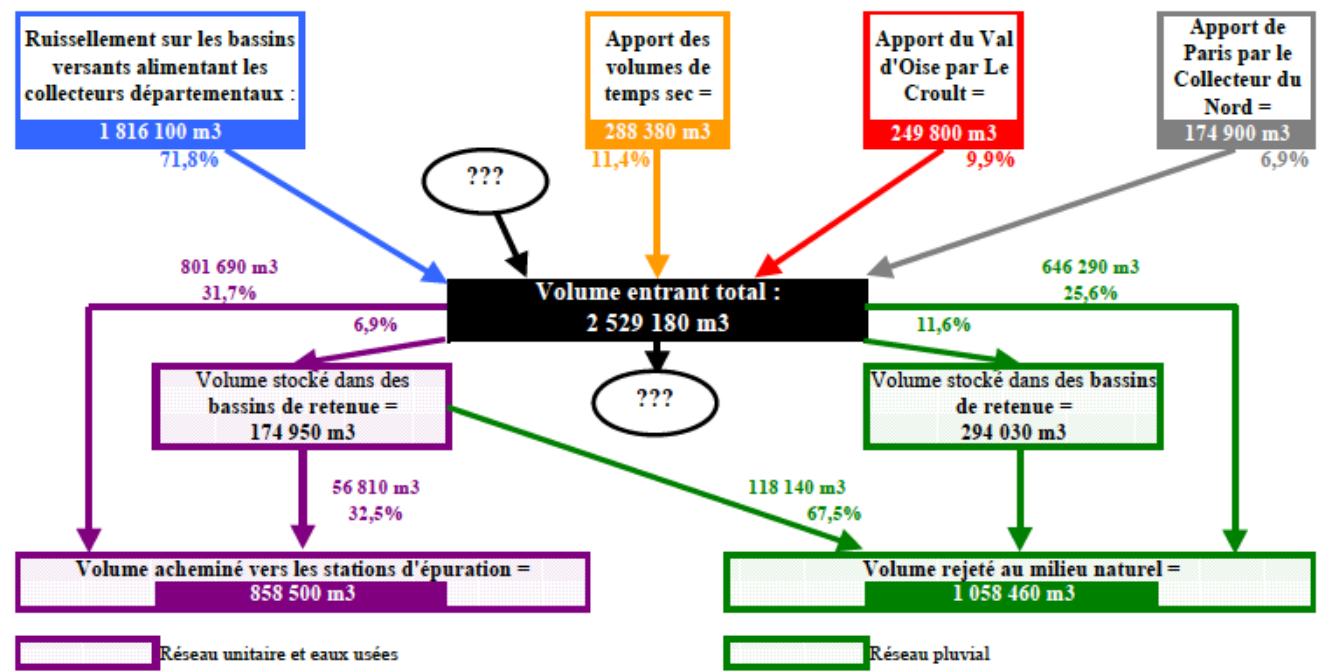 Ruissellement sur les bassins
versants alimentant les
collecteurs départementaux :
1 816 100 m3
71,8%
Apport des
volumes de
temps sec =
288 380 m3
11,4%
Apport du Val
d'Oise par Le
Croult =
249 800 m3
9,9%
Apport de
Paris par le
Collecteur du
Nord =
174 900 m3
6,9%
???
801 690 m3
31,7%
Volume entrant total :
2 529 180 m3
646 290 m3
25,6%
6,9%
11,6%
Volume stocké dans des
bassins de retenue =
174 950 m3
???
Volume stocké dans des bassins
de retenue =
294 030 m3
56 810 m3
32,5%
118 140 m3
67,5%
Volume acheminé vers les stations d'épuration =
858 500 m3
Volume rejeté au milieu naturel =
1 058 460 m3
Réseau unitaire et eaux usées
Réseau pluvial